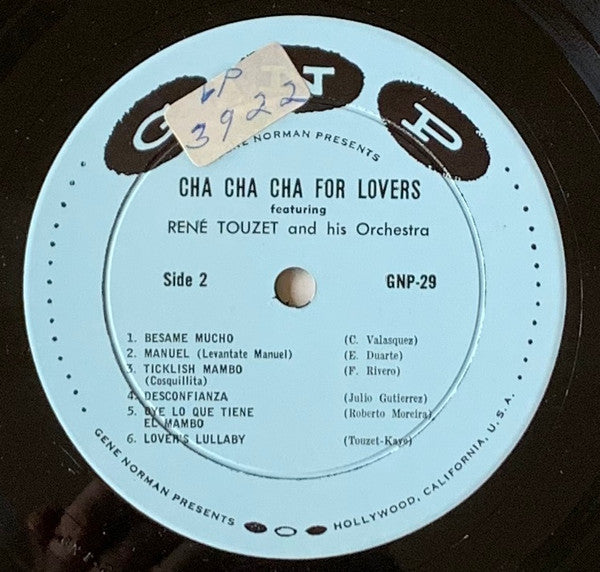 G N P
LP
3922
GENE NORMAN PRESENTS
CHA CHA CHA FOR LOVERS
featuring
RENÉ TOUZET and his Orchestra
Side 2 GNP-29
1. BESAME MUCHO (C. Valasquez)
2. MANUEL (Levantate Manuel) (E. Duarte)
3. TICKLISH MAMBO (F. Rivero)
(Cosquillita)
4. DESCONFIANZA (Julio Gutierrez)
5. OYE LO QUE TIENE (Roberto Moreira)
EL MAMBO
6. LOVER'S LULLABY (Touzet-Kaye)
GENE NORMAN PRESENTS
HOLLYWOOD, CALIFORNIA, U.S.A.